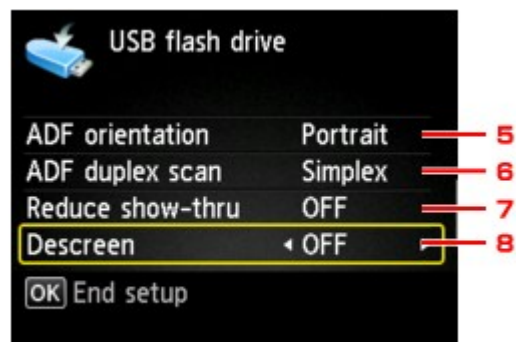 USB flash drive
ADF orientation Portrait 5
ADF duplex scan Simplex 6
Reduce show-thru OFF 7
Descreen OFF 8
OK End setup